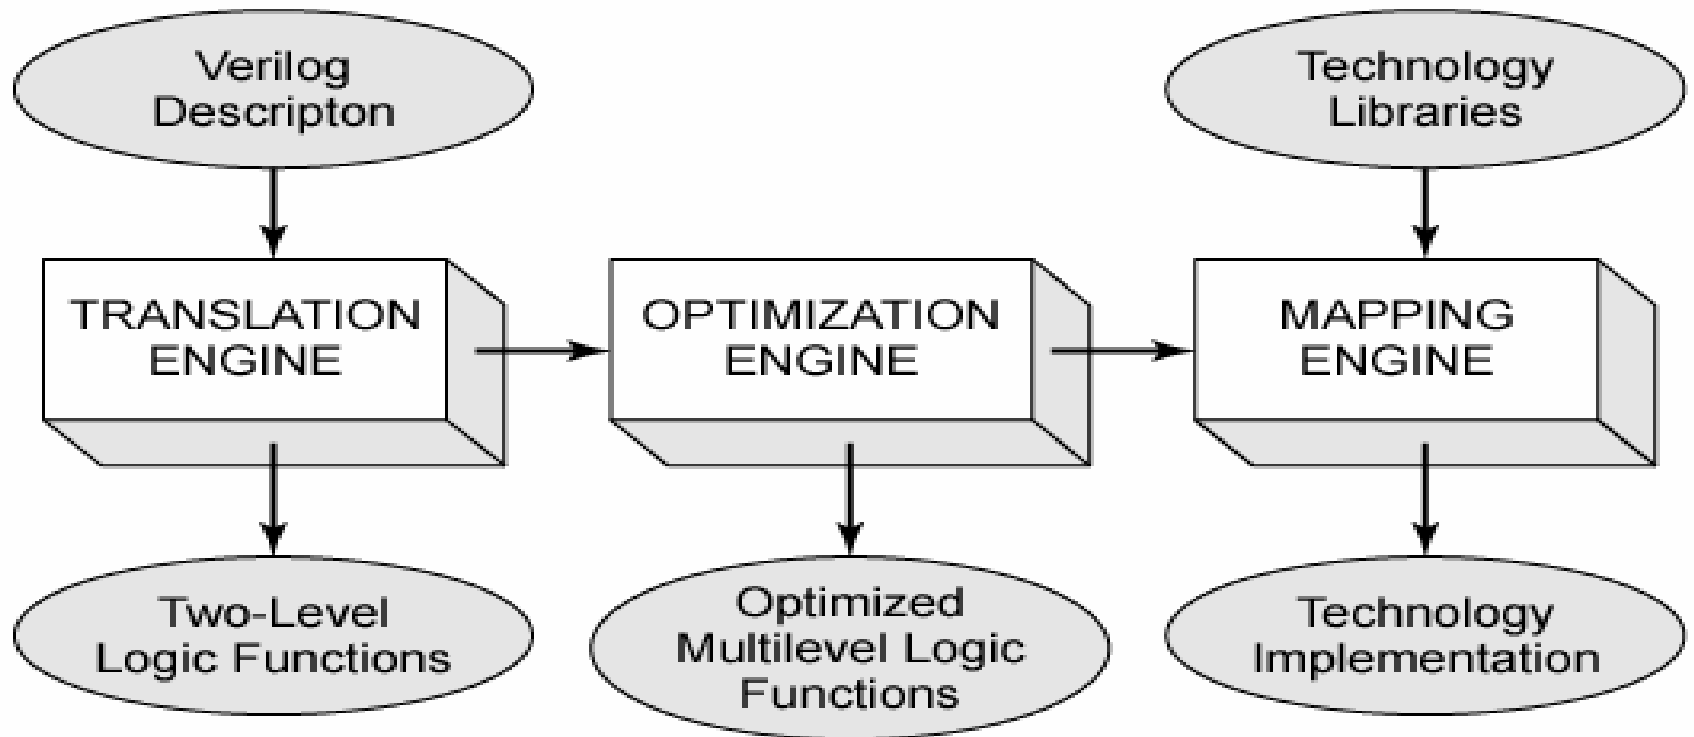 Verilog
Descripton
Technology
Libraries
TRANSLATION
ENGINE
OPTIMIZATION
ENGINE
MAPPING
ENGINE
Two-Level
Logic Functions
Optimized
Multilevel Logic
Functions
Technology
Implementation